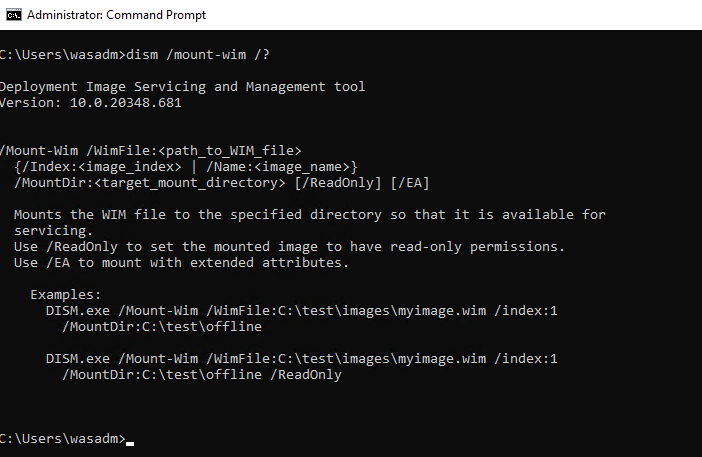 Administrator: Command Prompt
C:\Users\wasadm>dism /mount-wim /?
Deployment Image Servicing and Management tool
Version: 10.0.20348.681
/Mount-Wim /WimFile:<path_to_WIM_file>
{/Index:<image_index> | /Name:<image_name>}
/MountDir:<target_mount_directory> [/ReadOnly] [/EA]
Mounts the WIM file to the specified directory so that it is available for
servicing.
Use /ReadOnly to set the mounted image to have read-only permissions.
Use /EA to mount with extended attributes.
Examples:
DISM.exe /Mount-Wim /WimFile:C:\test\images\myimage.wim /index:1
/MountDir:C:\test\offline
DISM.exe /Mount-Wim /WimFile:C:\test\images\myimage.wim /index:1
/MountDir:C:\test\offline /ReadOnly
C:\Users\wasadm>